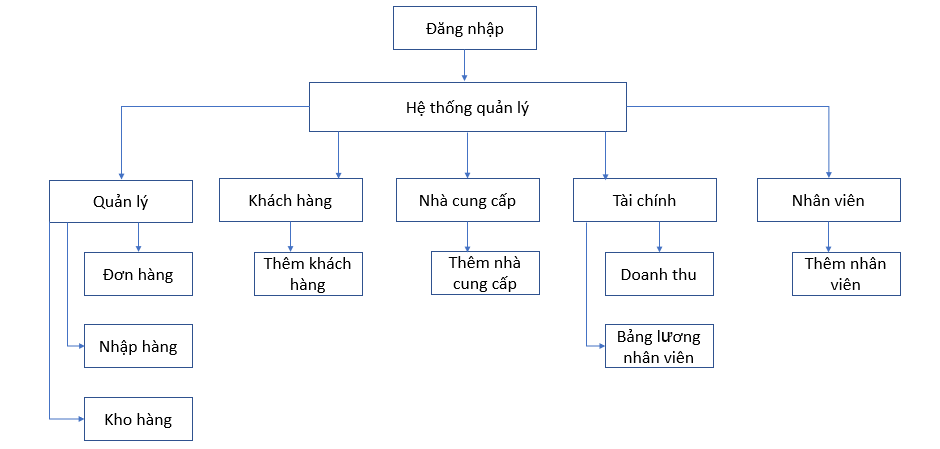 Đăng nhập
Hệ thống quản lý
Quản lý
Khách hàng
Nhà cung cấp
Tài chính
Nhân viên
Đơn hàng
Thêm khách
hàng
Thêm nhà
cung cấp
Doanh thu
Thêm nhân
viên
Nhập hàng
Bảng lương
nhân viên
Kho hàng